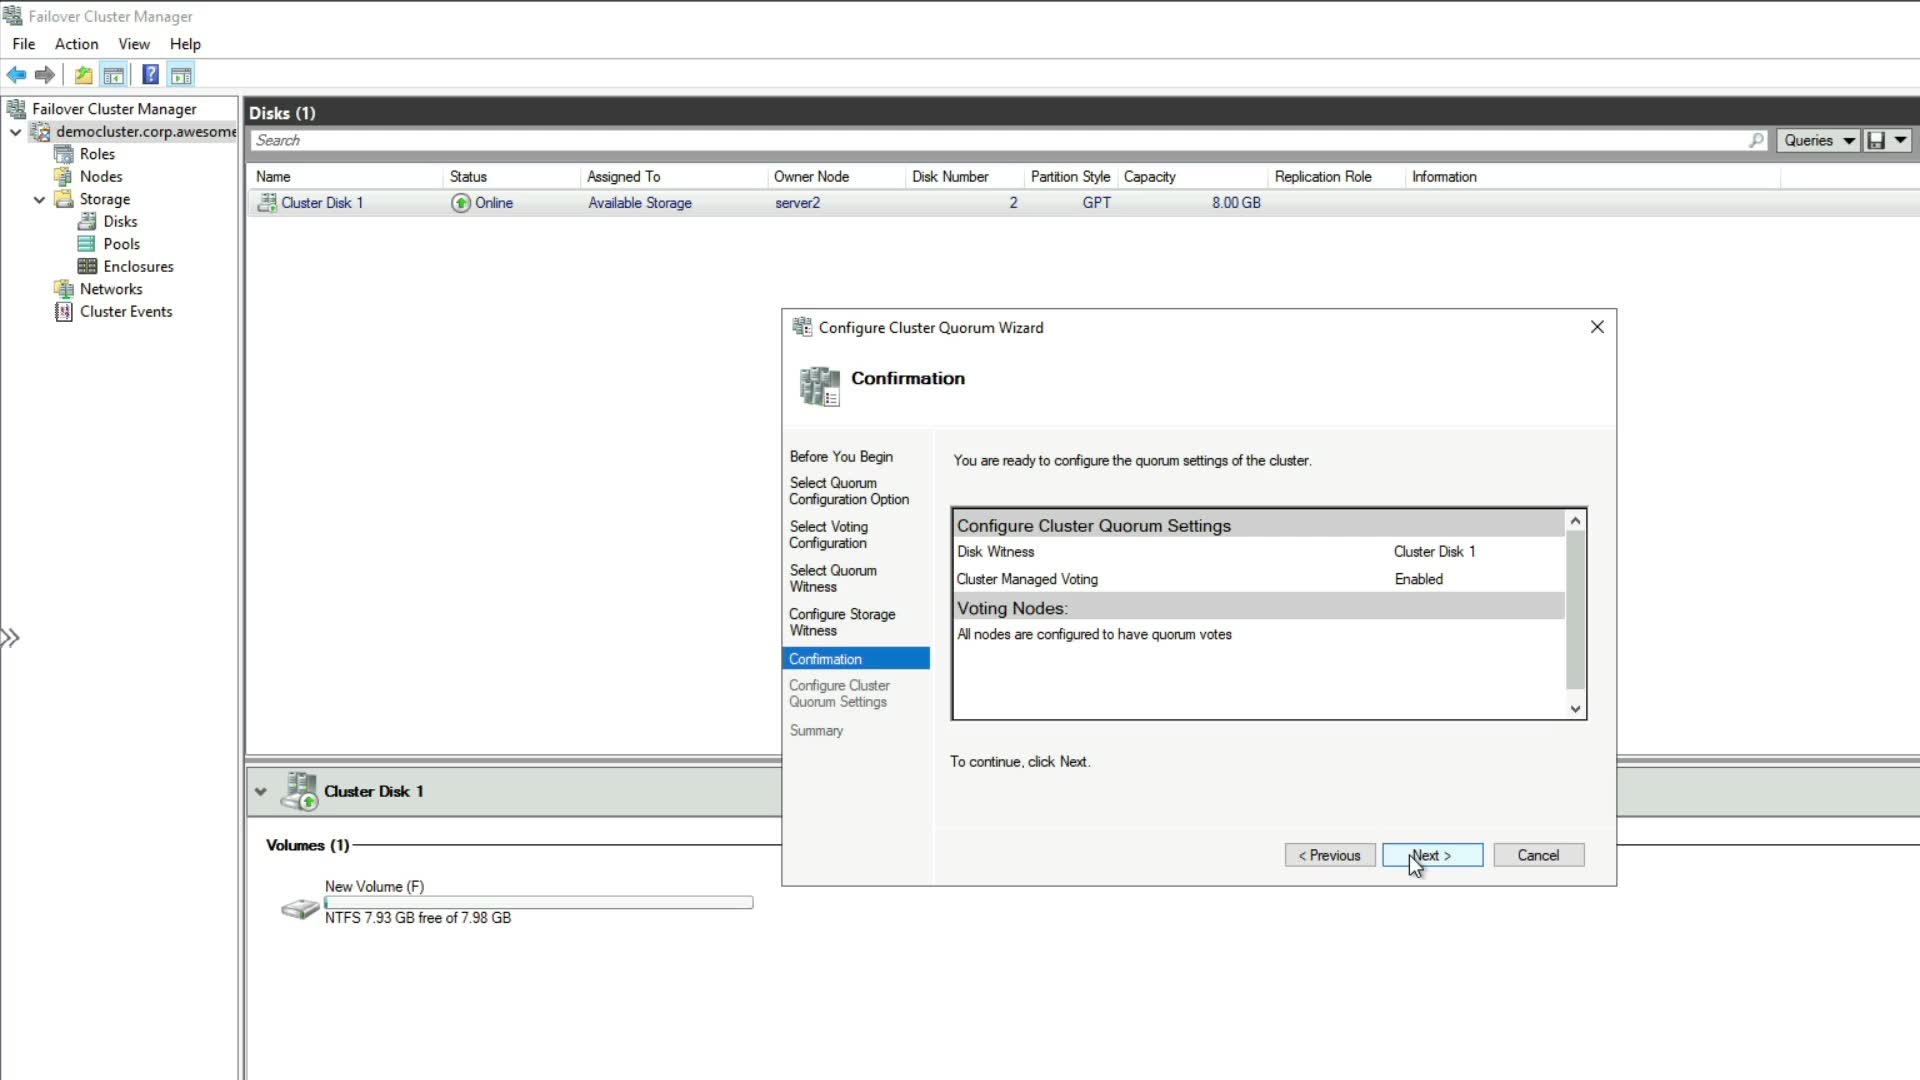 Failover Cluster Manager
File Action View Help
Failover Cluster Manager
democluster.corp.awesome
Roles
Nodes
Storage
Disks
Pools
Enclosures
Networks
Cluster Events
Disks (1)
Search
Queries
Name Status Assigned To Owner Node Disk Number Partition Style Capacity Replication Role Information
Cluster Disk 1 Online Available Storage server2 2 GPT 8.00 GB
Configure Cluster Quorum Wizard
Confirmation
Before You Begin
Select Quorum
Configuration Option
Select Voting
Configuration
Select Quorum
Witness
Configure Storage
Witness
Confirmation
Configure Cluster
Quorum Settings
Summary
You are ready to configure the quorum settings of the cluster.
Configure Cluster Quorum Settings
Disk Witness Cluster Disk 1
Cluster Managed Voting Enabled
Voting Nodes:
All nodes are configured to have quorum votes
To continue, click Next.
< Previous Next > Cancel
Cluster Disk 1
Volumes (1)
New Volume (F)
NTFS 7.93 GB free of 7.98 GB